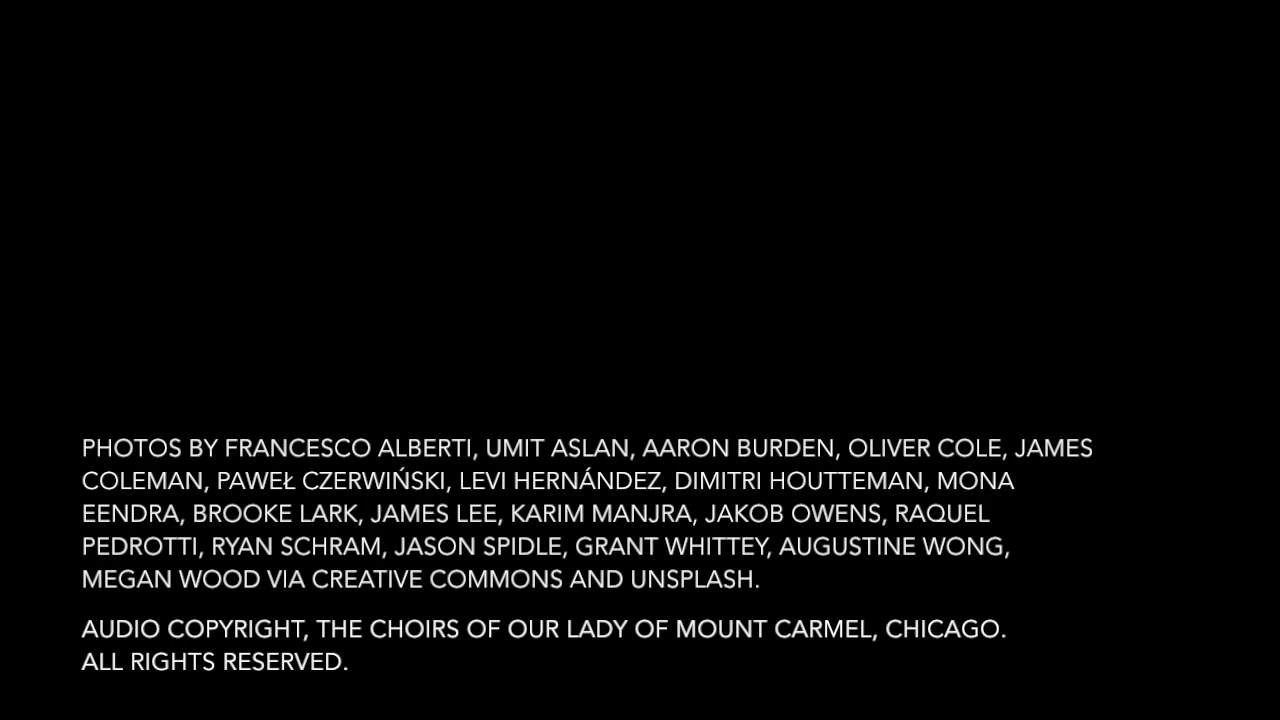 PHOTOS BY FRANCESCO ALBERTI, UMIT ASLAN, AARON BURDEN, OLIVER COLE, JAMES
COLEMAN, PAWEŁ CZERWIŃSKI, LEVI HERNÁNDEZ, DIMITRI HOUTTEMAN, MONA
EENDRA, BROOKE LARK, JAMES LEE, KARIM MANJRA, JAKOB OWENS, RAQUEL
PEDROTTI, RYAN SCHRAM, JASON SPIDLE, GRANT WHITTEY, AUGUSTINE WONG,
MEGAN WOOD VIA CREATIVE COMMONS AND UNSPLASH.
AUDIO COPYRIGHT, THE CHOIRS OF OUR LADY OF MOUNT CARMEL, CHICAGO.
ALL RIGHTS RESERVED.